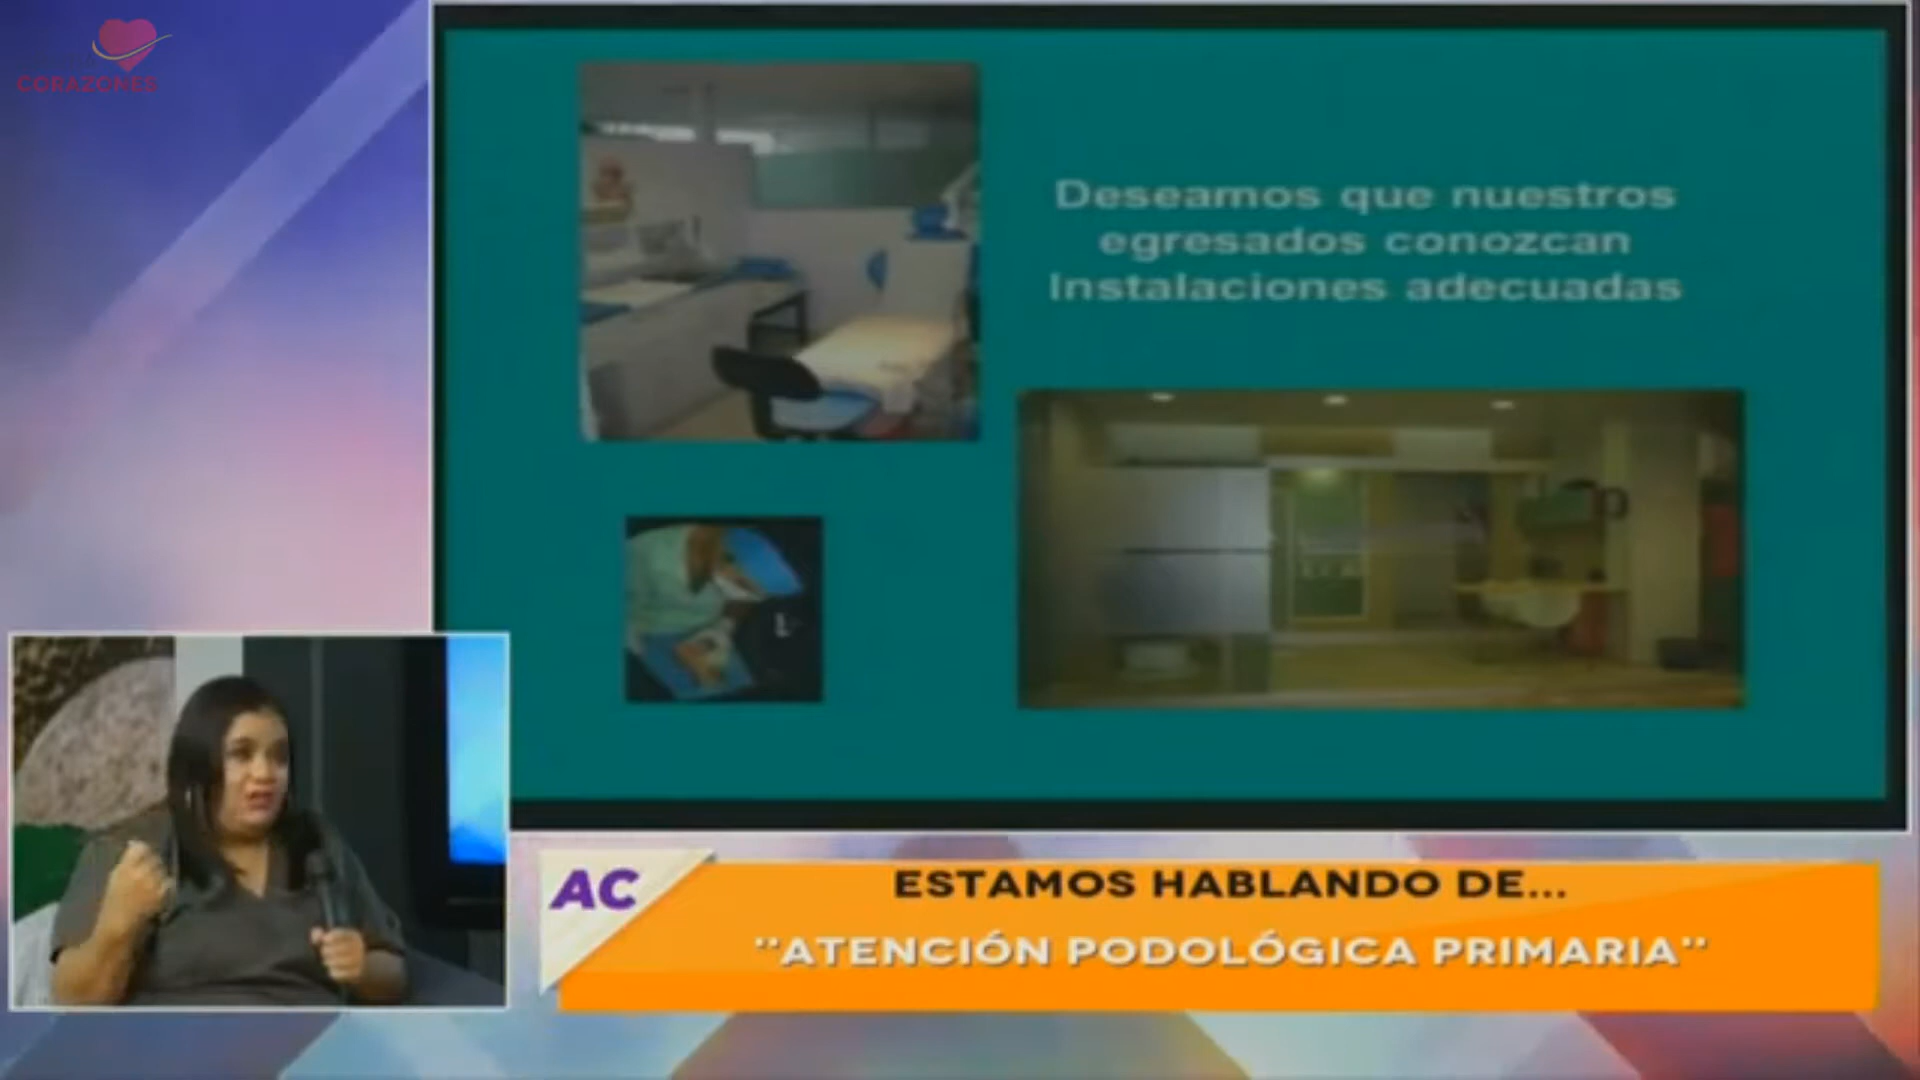 CORAZONES
Deseamos que nuestros
egresados conozcan
Instalaciones adecuadas
AC
ESTAMOS HABLANDO DE...
¨ATENCIÓN PODOLÓGICA PRIMARIA¨